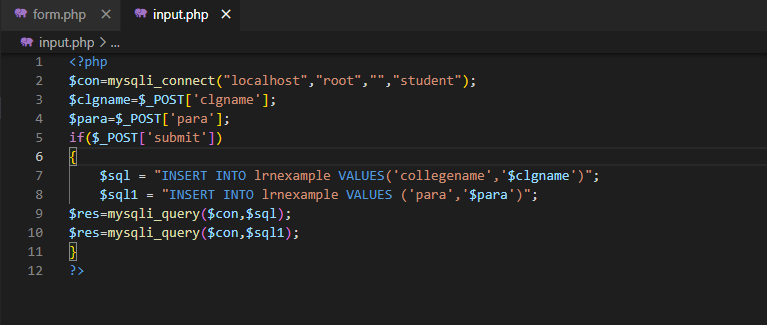 form.php × input.php ×
input.php > ...
1 <?php
2 $con=mysqli_connect("localhost","root","","student");
3 $clgname=$_POST['clgname'];
4 $para=$_POST['para'];
5 if($_POST['submit'])
6 {
7 $sql = "INSERT INTO lrnexample VALUES('collegename','$clgname')";
8 $sql1 = "INSERT INTO lrnexample VALUES ('para','$para')";
9 $res=mysqli_query($con,$sql);
10 $res=mysqli_query($con,$sql1);
11 }
12 ?>